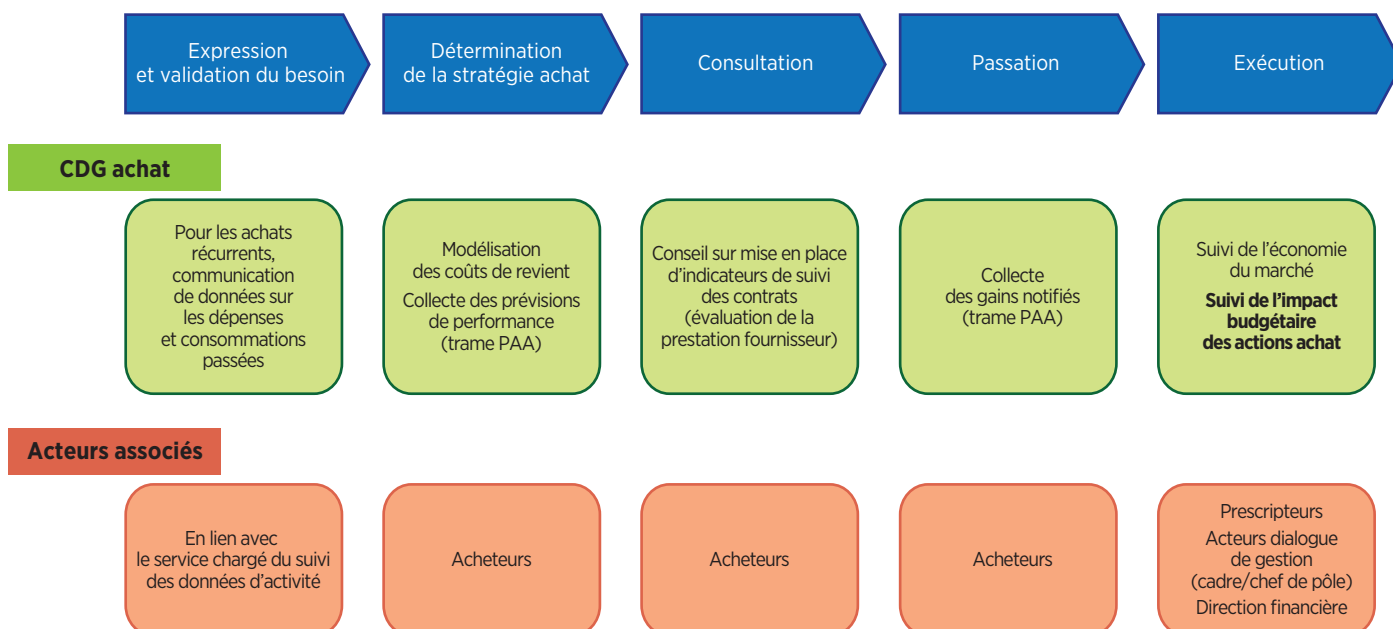 Expression
et validation du besoin
Détermination
de la stratégie achat
Consultation
Passation
Exécution
CDG achat
Pour les achats
récurrents,
communication
de données sur
les dépenses
et consommations
passées
Modélisation
des coûts de revient
Collecte des prévisions
de performance
(trame PAA)
Conseil sur mise en place
d’indicateurs de suivi
des contrats
(évaluation de la
prestation fournisseur)
Collecte
des gains notifiés
(trame PAA)
Suivi de l’économie
du marché
Suivi de l’impact
budgétaire
des actions achat
Acteurs associés
En lien avec
le service chargé du suivi
des données d’activité
Acheteurs
Acheteurs
Acheteurs
Prescripteurs
Acteurs dialogue
de gestion
(cadre/chef de pôle)
Direction financière